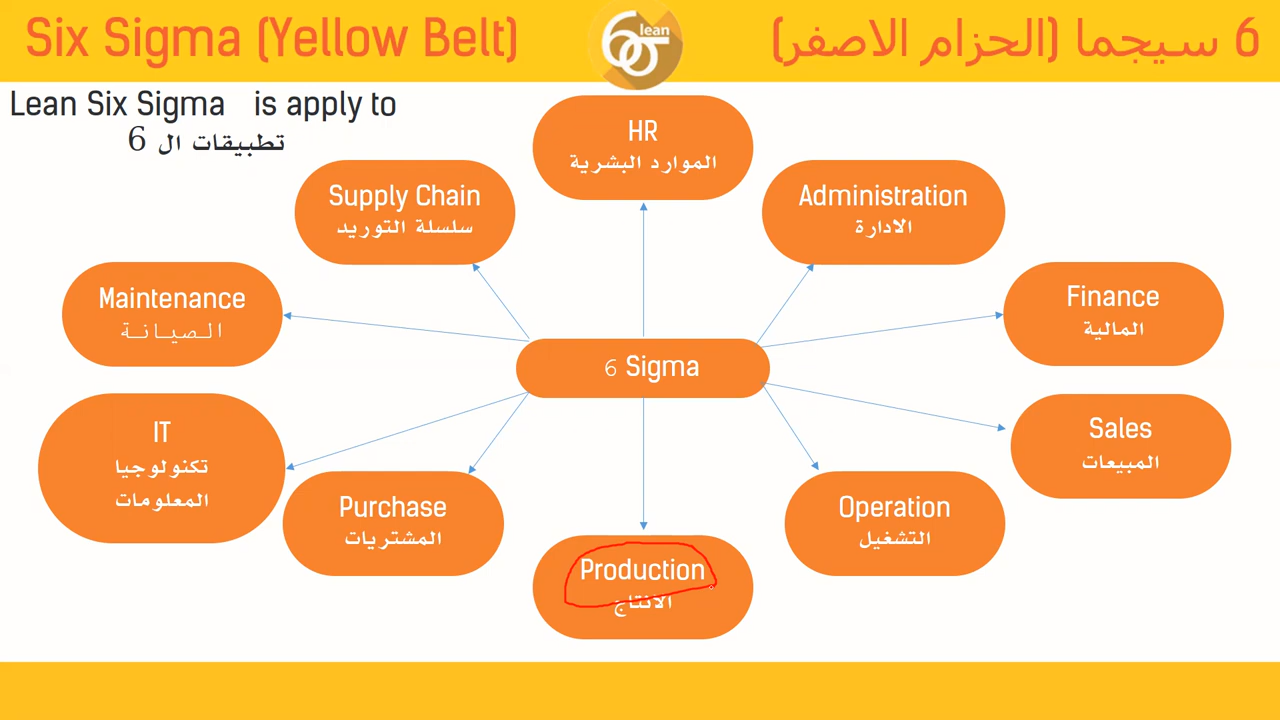 Six Sigma (Yellow Belt)
lean
6σ
6 سيجما (الحزام الاصفر)
Lean Six Sigma is apply to
تطبيقات ال 6
HR
الموارد البشرية
Supply Chain
سلسلة التوريد
Administration
الادارة
Maintenance
الصيانة
Finance
المالية
6 Sigma
IT
تكنولوجيا
المعلومات
Sales
المبيعات
Purchase
المشتريات
Operation
التشغيل
Production
الانتاج